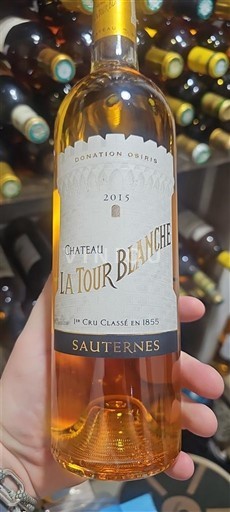 DONATION OSIRIS
2015
CHATEAU
LA TOUR BLANCHE
1ER CRU CLASSÉ EN 1855
SAUTERNES